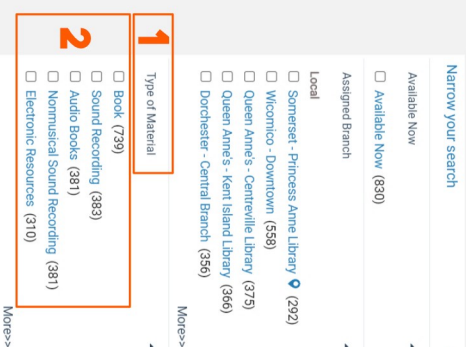 Narrow your search
Available Now
Available Now (830)
Assigned Branch
Local
Somerset - Princess Anne Library (292)
Wicomico - Downtown (558)
Queen Anne's - Centreville Library (375)
Queen Anne's - Kent Island Library (366)
Dorchester - Central Branch (356)
More>>
1
Type of Material
2
Book (739)
Sound Recording (383)
Audio Books (381)
Nonmusical Sound Recording (381)
Electronic Resources (310)
More>>